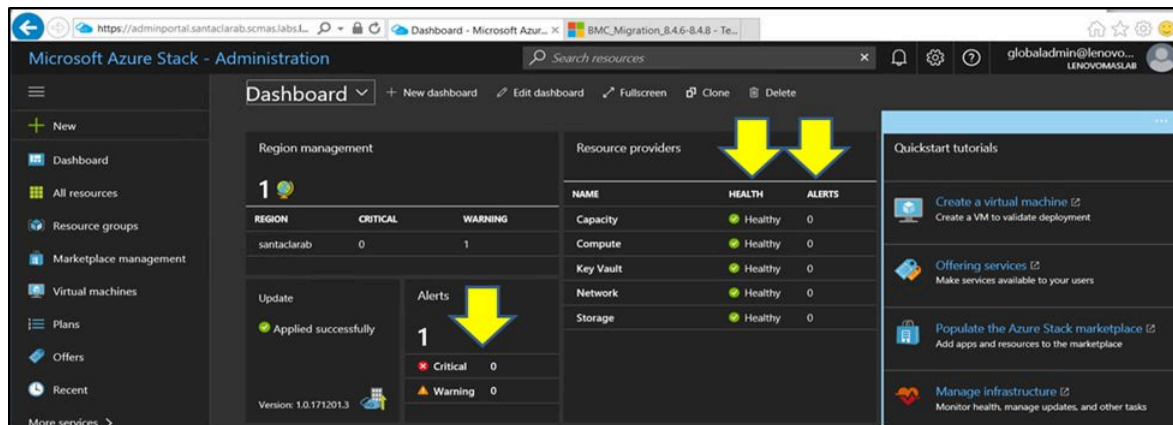 https://adminportal.santaclarab.scmas.labs.l...
Dashboard - Microsoft Azur...
BMC_Migration_8.4.6-8.4.8 - Te...
Microsoft Azure Stack - Administration
Search resources
globaladmin@lenovo...
LENOVOMASLAB
New
Dashboard
All resources
Resource groups
Marketplace management
Virtual machines
Plans
Offers
Recent
More services >
Dashboard
+ New dashboard
Edit dashboard
Fullscreen
Clone
Delete
Region management
1
REGION CRITICAL WARNING
santaclarab 0 1
Update
Applied successfully
Version: 1.0.171201.3
Alerts
1
Critical 0
Warning 0
Resource providers
NAME HEALTH ALERTS
Capacity Healthy 0
Compute Healthy 0
Key Vault Healthy 0
Network Healthy 0
Storage Healthy 0
Quickstart tutorials
Create a virtual machine
Create a VM to validate deployment
Offering services
Make services available to your users
Populate the Azure Stack marketplace
Add apps and resources to the marketplace
Manage infrastructure
Monitor health, manage updates, and other tasks